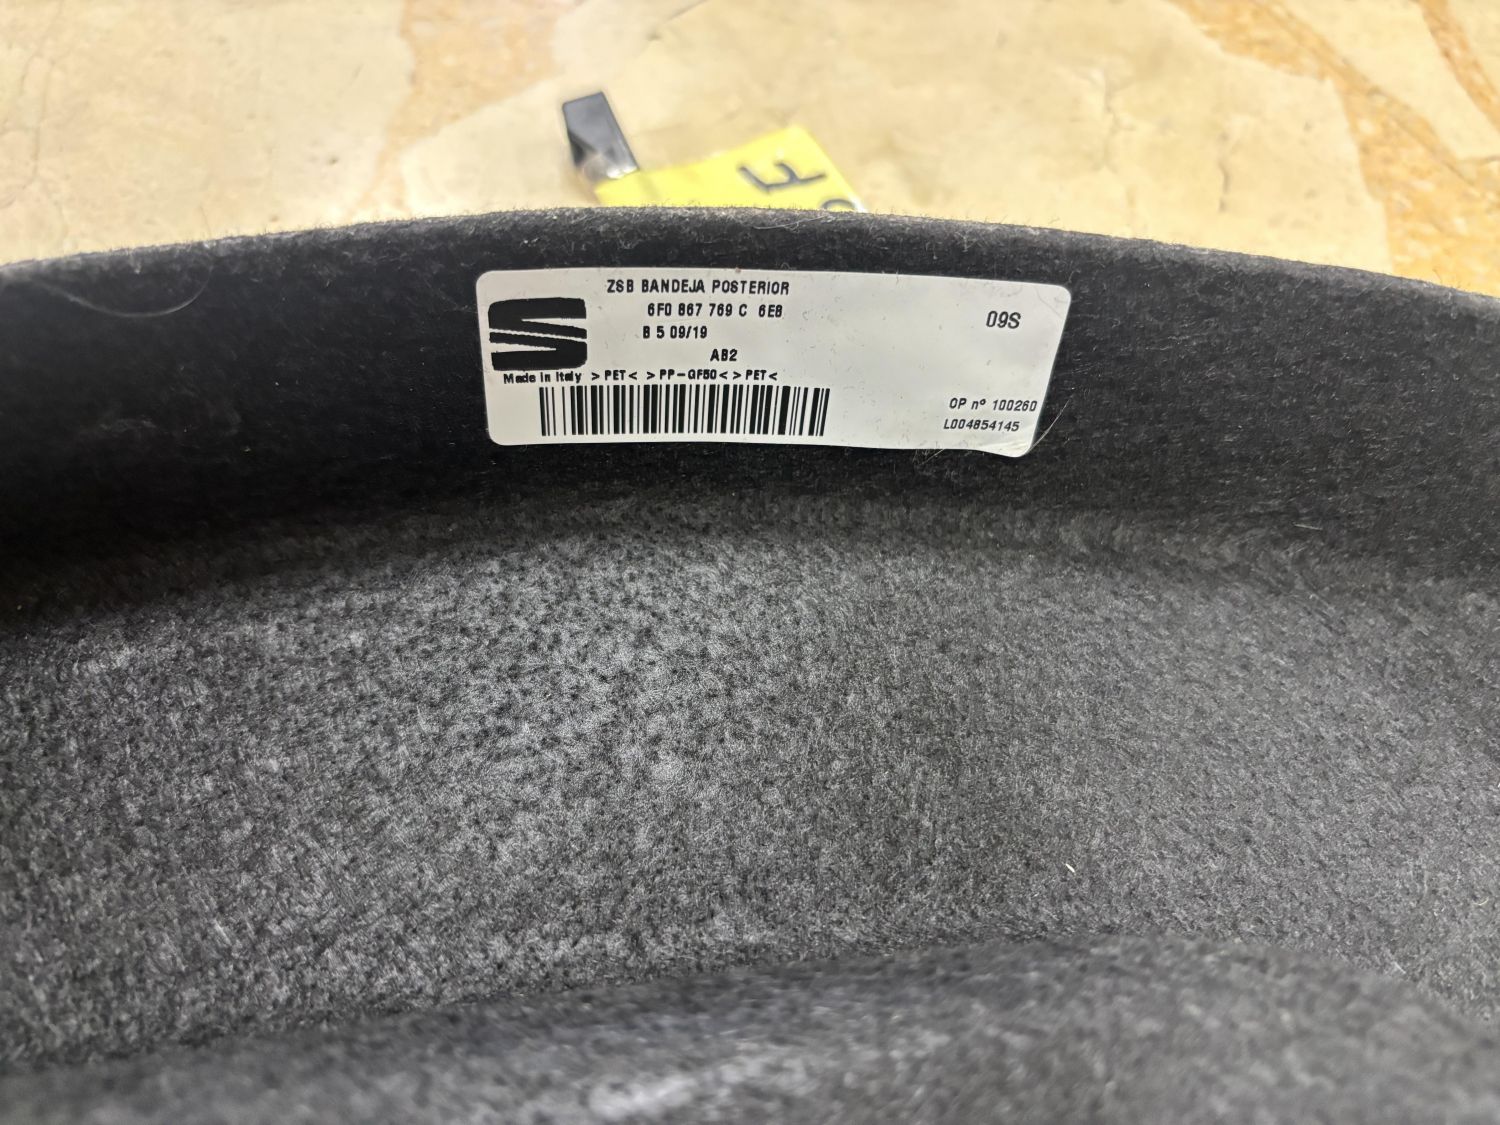 ZSB BANDEJA POSTERIOR
6F0 867 769 C 6E8
B 5 09/19
AB2
Made in Italy >PET< >PP-GF50<>PET<
09S
OP nº 100260
L004854145